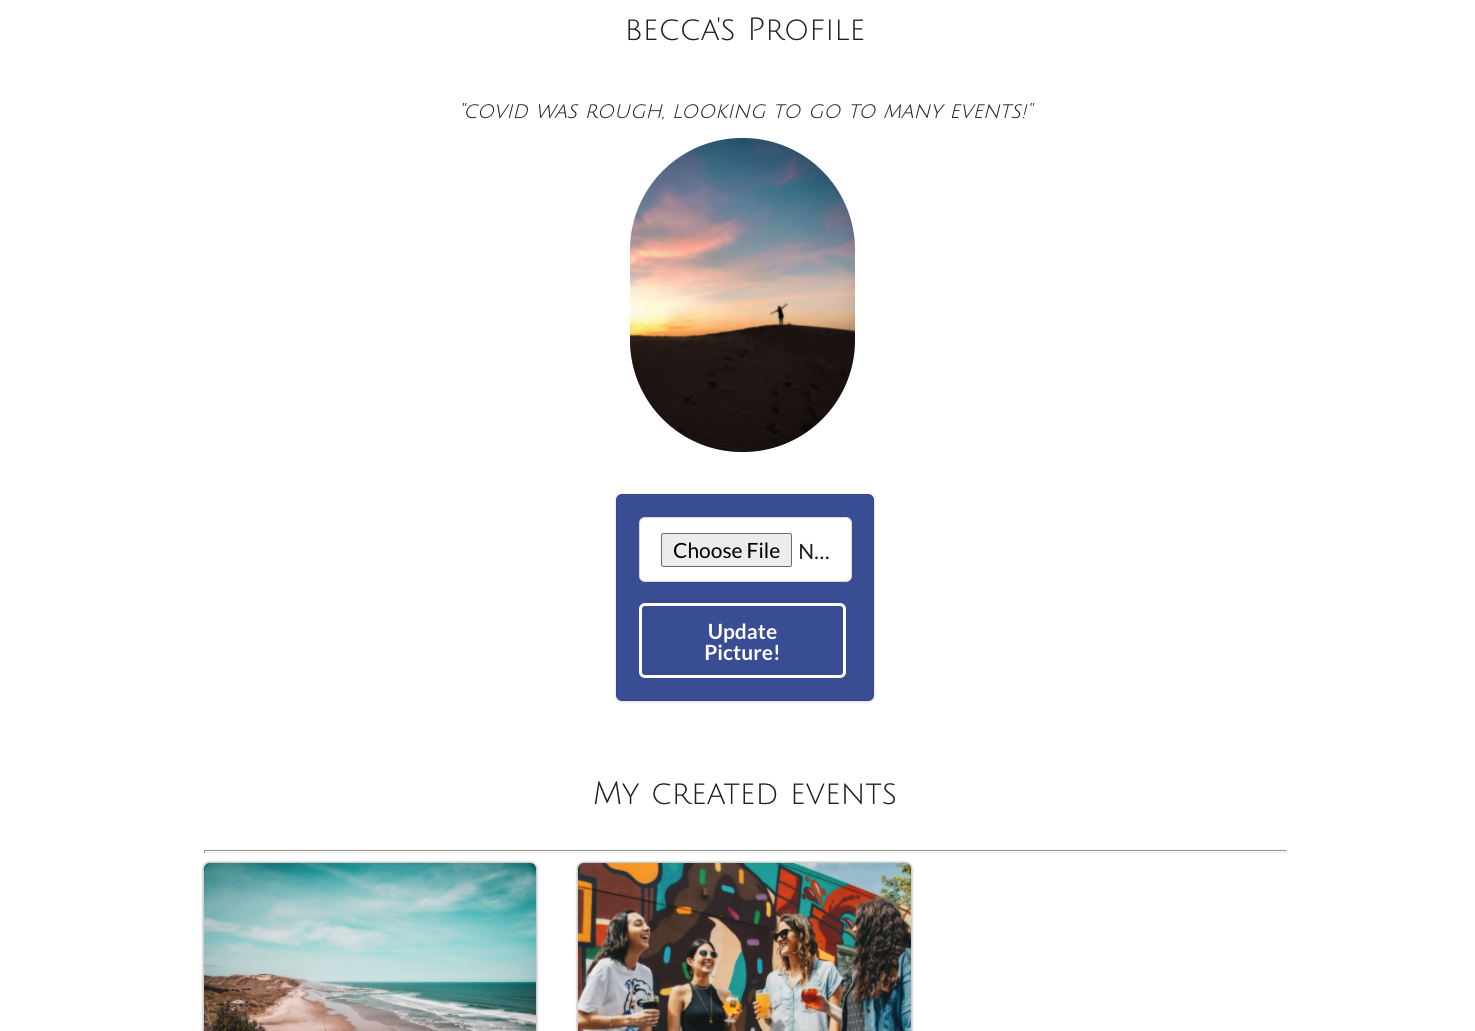 becca's Profile
"covid was rough, looking to go to many events!"
Choose File N...
Update
Picture!
My created events